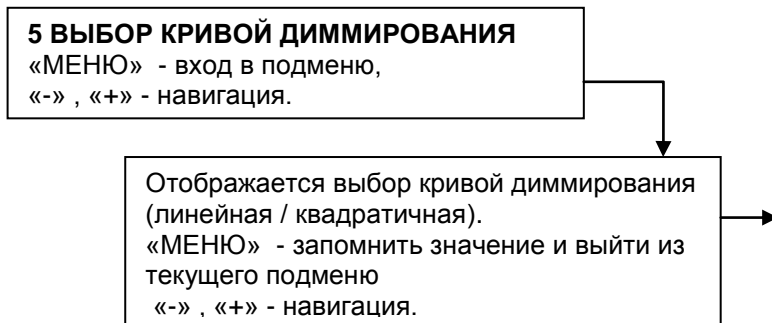 5 ВЫБОР КРИВОЙ ДИММИРОВАНИЯ
«МЕНЮ» - вход в подменю,
«-» , «+» - навигация.
Отображается выбор кривой диммирования
(линейная / квадратичная).
«МЕНЮ» - запомнить значение и выйти из
текущего подменю
«-» , «+» - навигация.